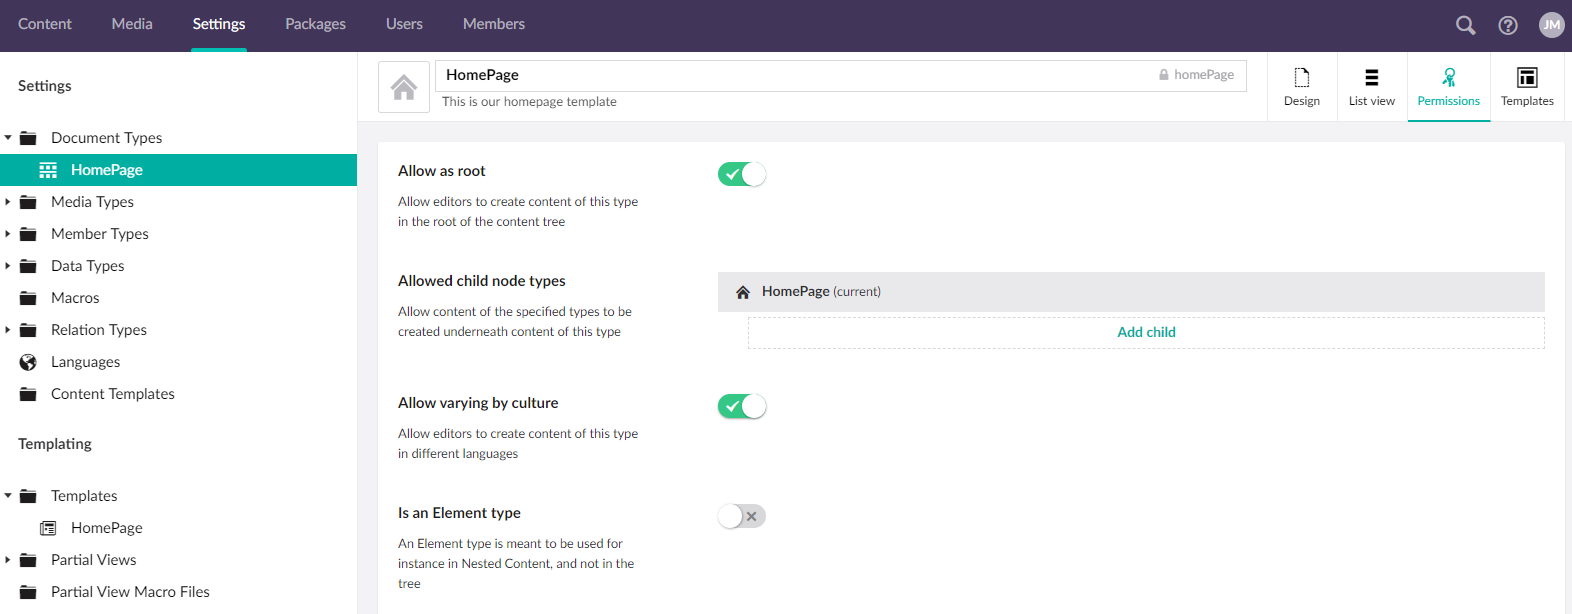 Content Media Settings Packages Users Members JM
Settings
Document Types
HomePage
Media Types
Member Types
Data Types
Macros
Relation Types
Languages
Content Templates
Templating
Templates
HomePage
Partial Views
Partial View Macro Files
HomePage homePage
This is our homepage template
Design List view Permissions Templates
Allow as root
Allow editors to create content of this type
in the root of the content tree
Allowed child node types
Allow content of the specified types to be
created underneath content of this type
HomePage (current)
Add child
Allow varying by culture
Allow editors to create content of this type
in different languages
Is an Element type
An Element type is meant to be used for
instance in Nested Content, and not in the
tree